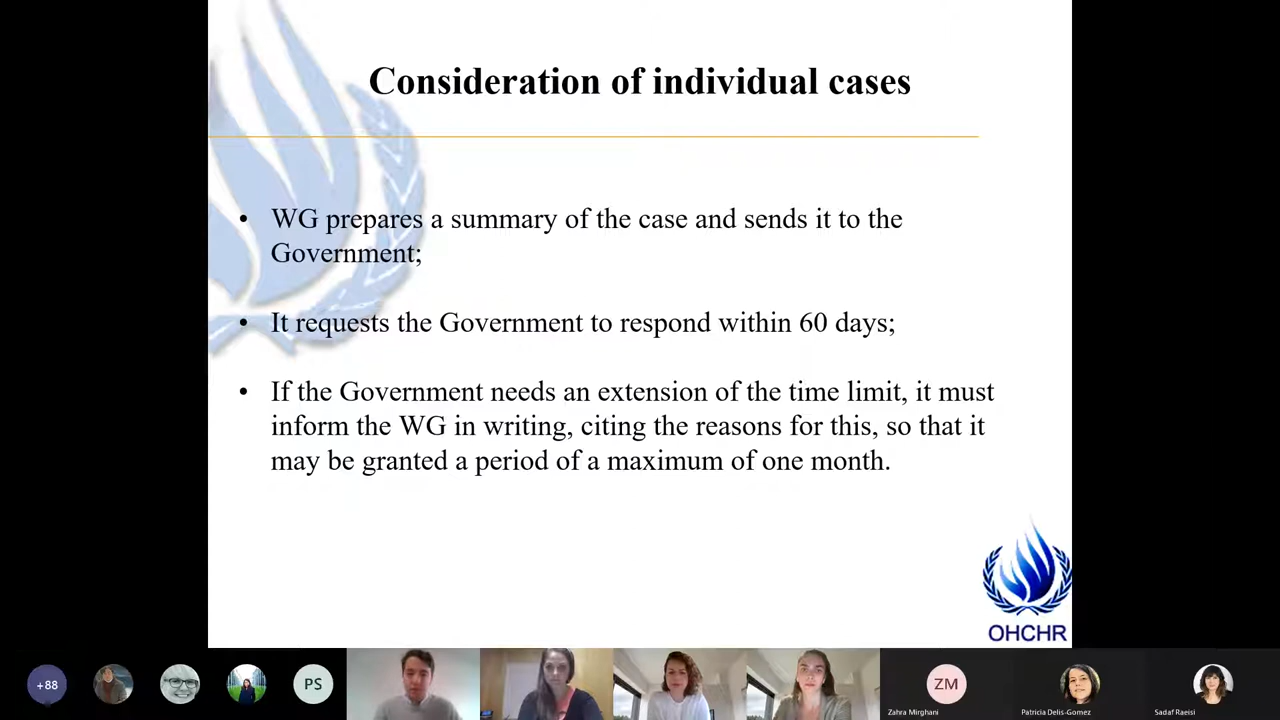 Consideration of individual cases
• WG prepares a summary of the case and sends it to the
Government;
• It requests the Government to respond within 60 days;
• If the Government needs an extension of the time limit, it must
inform the WG in writing, citing the reasons for this, so that it
may be granted a period of a maximum of one month.
OHCHR
+88
PS
ZM
Zahra Mirghani
Patricia Delis-Gomez
Sadaf Raeisi